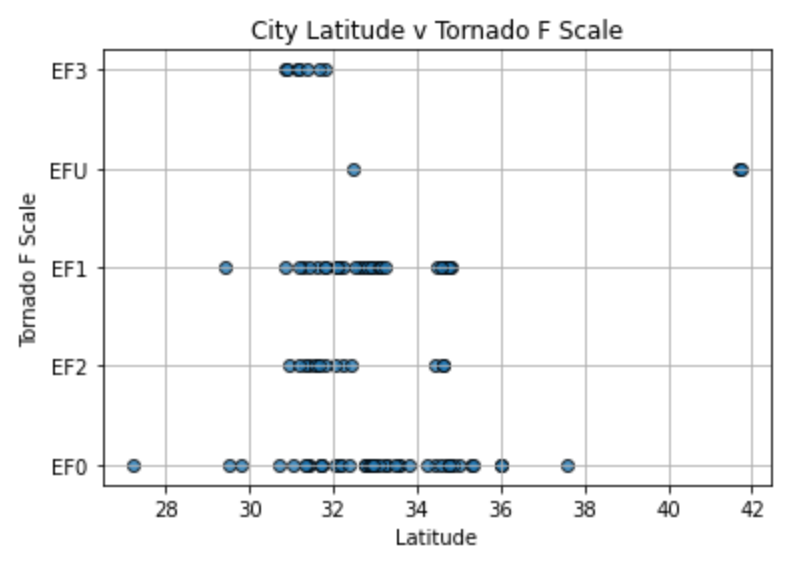 City Latitude v Tornado F Scale
EF3
EFU
EF1
EF2
EF0
Tornado F Scale
28 30 32 34 36 38 40 42
Latitude